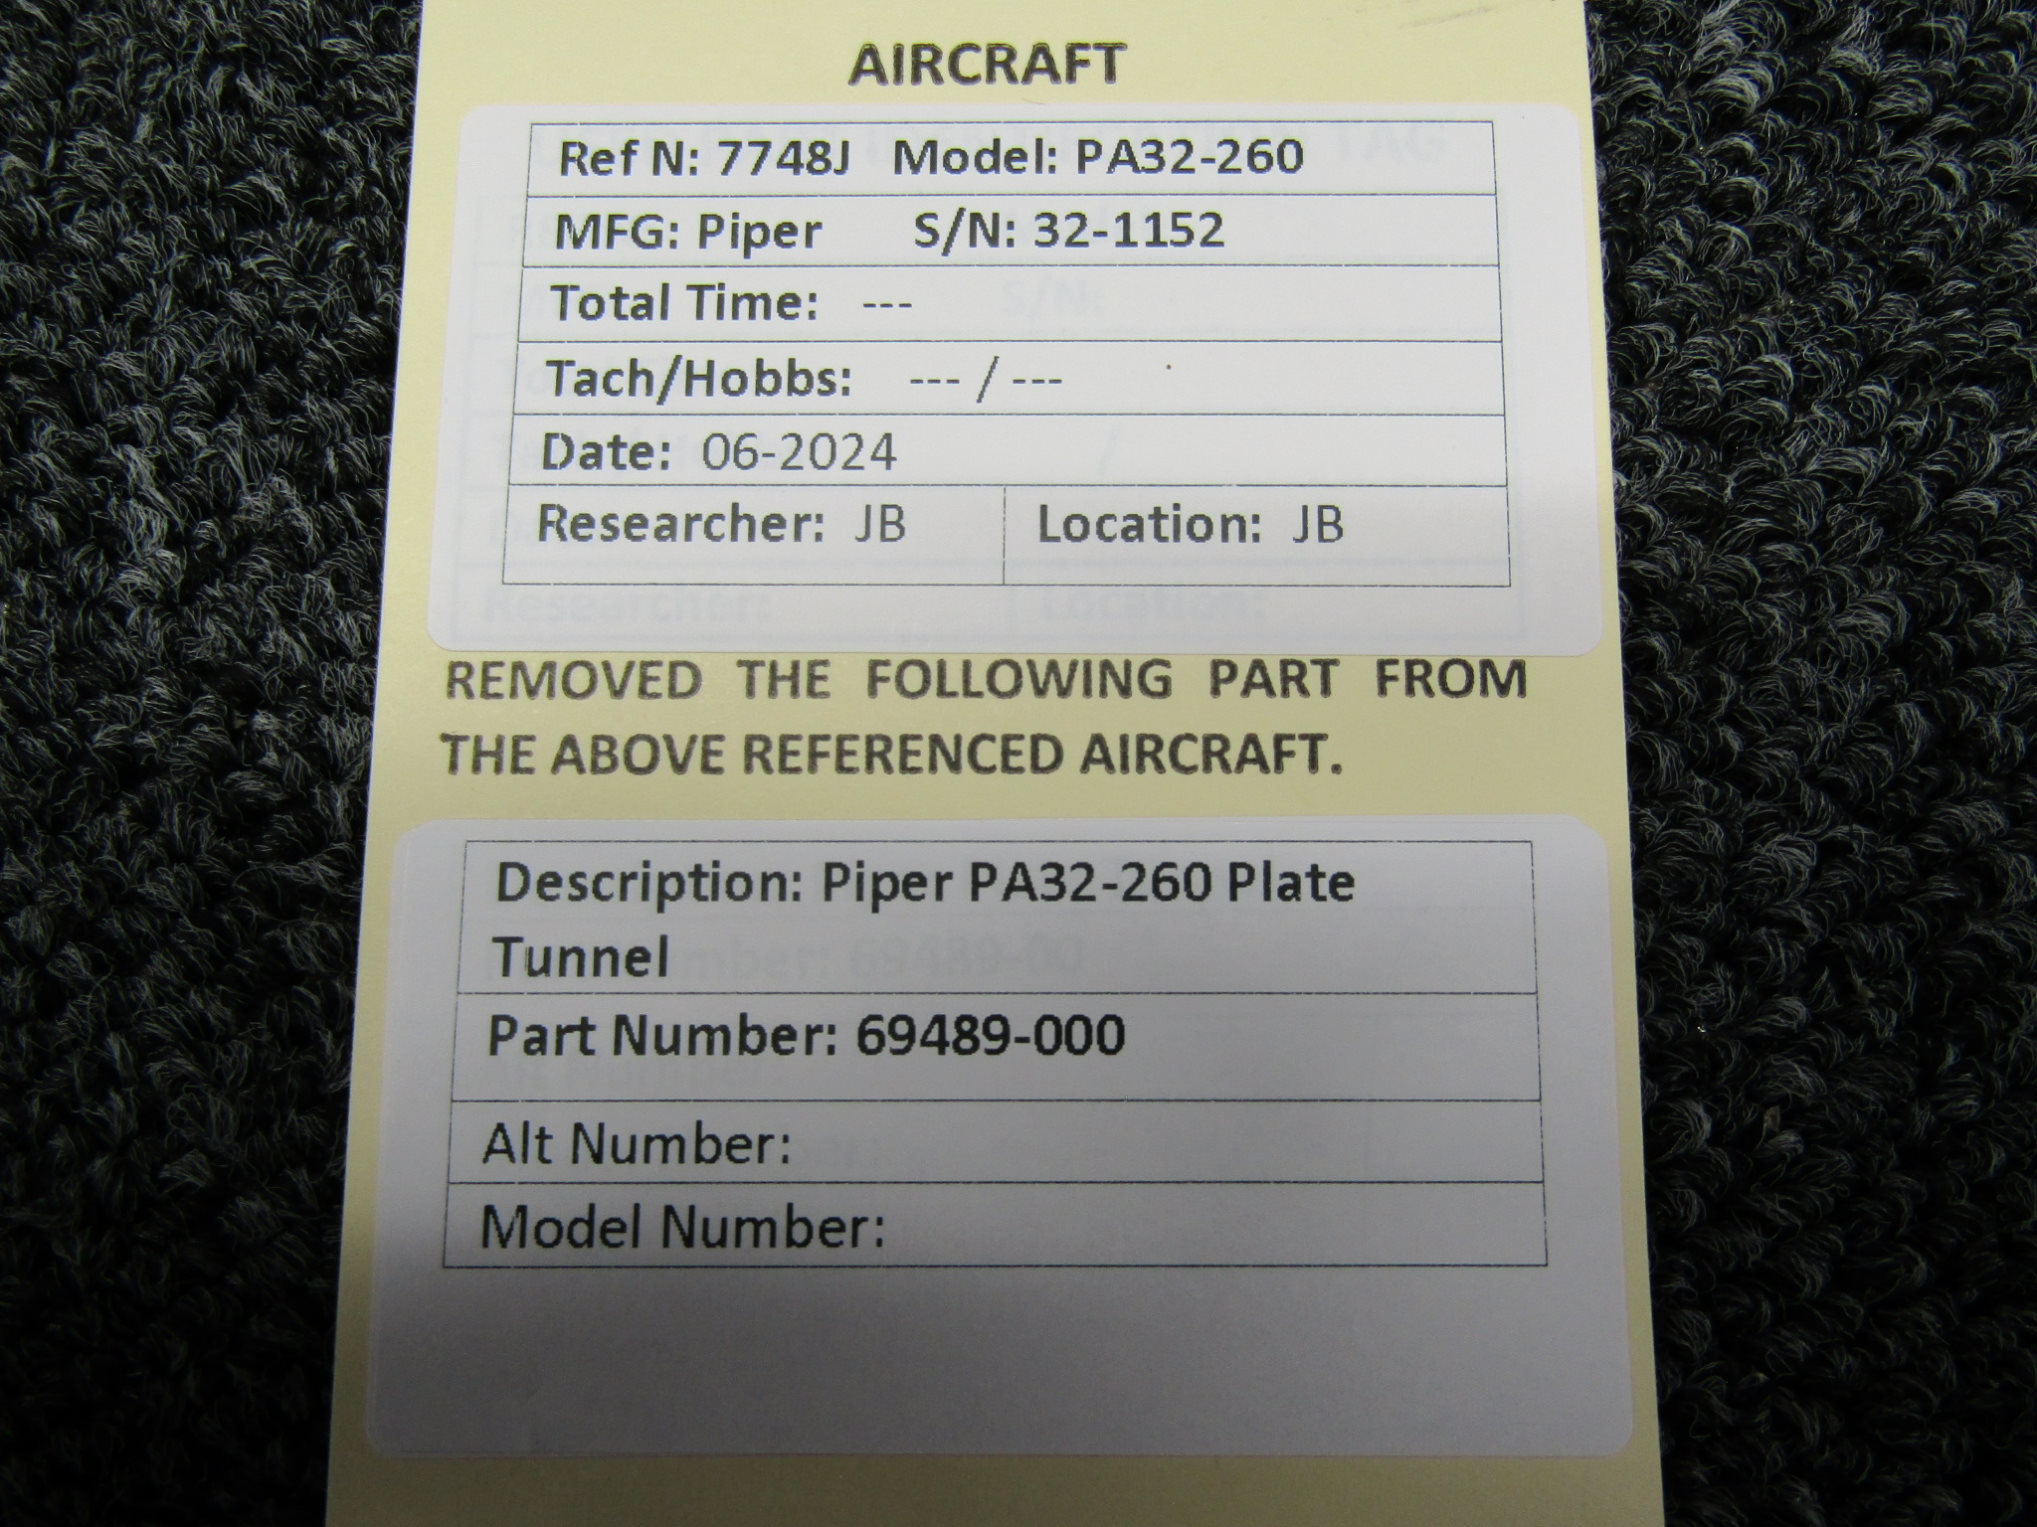 AIRCRAFT
Ref N: 7748J Model: PA32-260
MFG: Piper S/N: 32-1152
Total Time: ---
Tach/Hobbs: --- / ---
Date: 06-2024
Researcher: JB Location: JB
REMOVED THE FOLLOWING PART FROM
THE ABOVE REFERENCED AIRCRAFT.
Description: Piper PA32-260 Plate
Tunnel
Part Number: 69489-000
Alt Number:
Model Number: